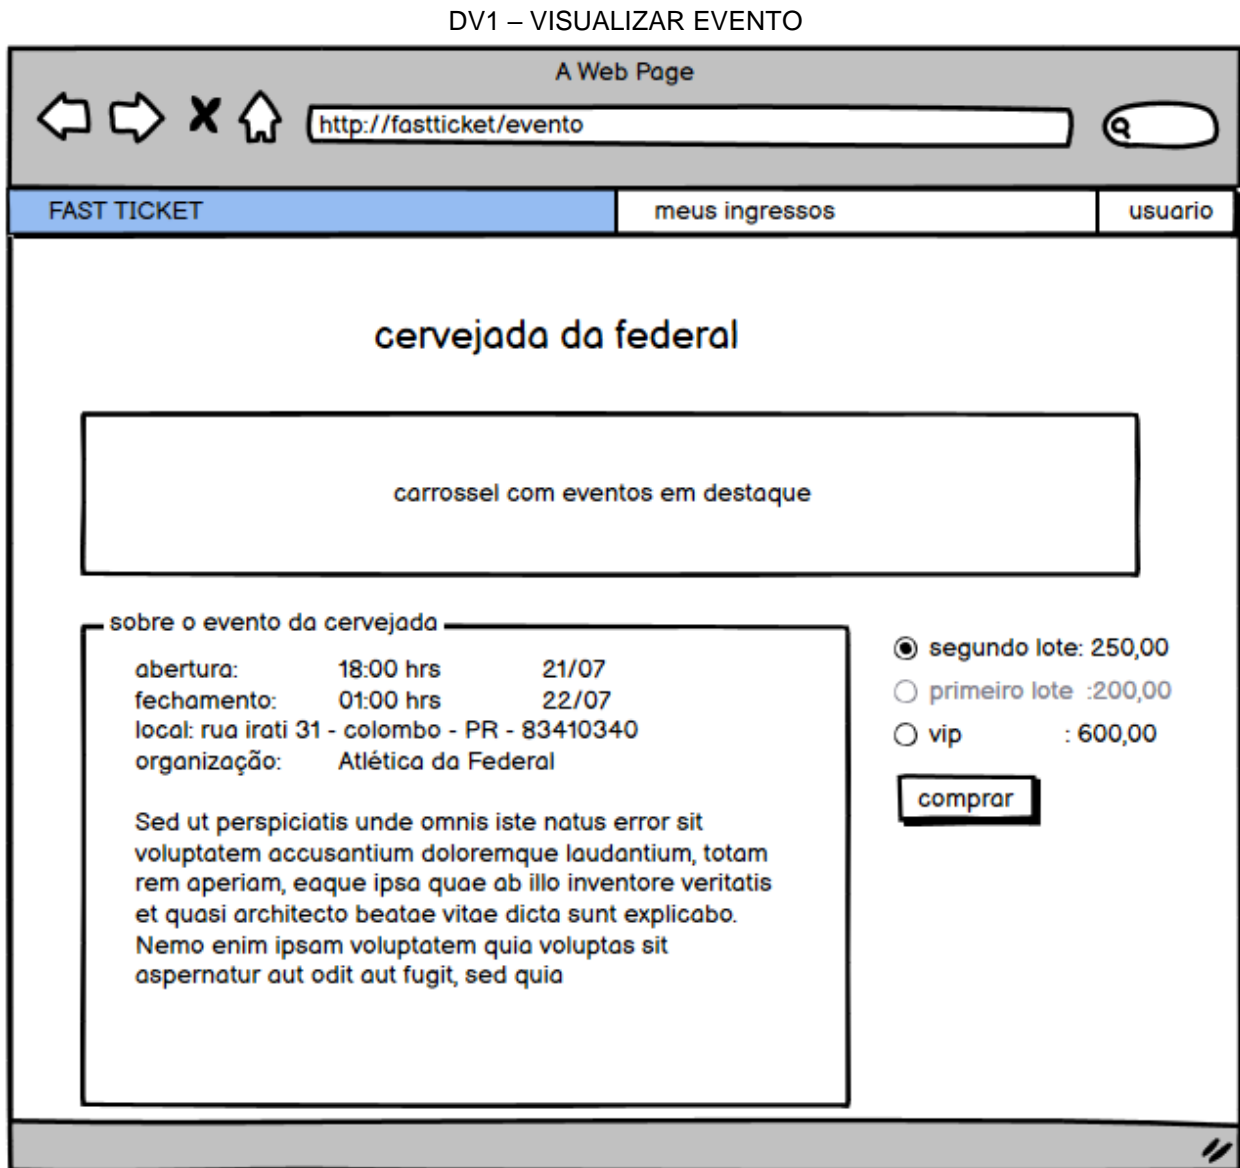 DV1 – VISUALIZAR EVENTO
A Web Page
http://fastticket/evento
FAST TICKET meus ingressos usuario
cervejada da federal
carrossel com eventos em destaque
sobre o evento da cervejada
abertura: 18:00 hrs 21/07
fechamento: 01:00 hrs 22/07
local: rua irati 31 - colombo - PR - 83410340
organização: Atlética da Federal
Sed ut perspiciatis unde omnis iste natus error sit
voluptatem accusantium doloremque laudantium, totam
rem aperiam, eaque ipsa quae ab illo inventore veritatis
et quasi architecto beatae vitae dicta sunt explicabo.
Nemo enim ipsam voluptatem quia voluptas sit
aspernatur aut odit aut fugit, sed quia
segundo lote: 250,00
primeiro lote :200,00
vip : 600,00
comprar